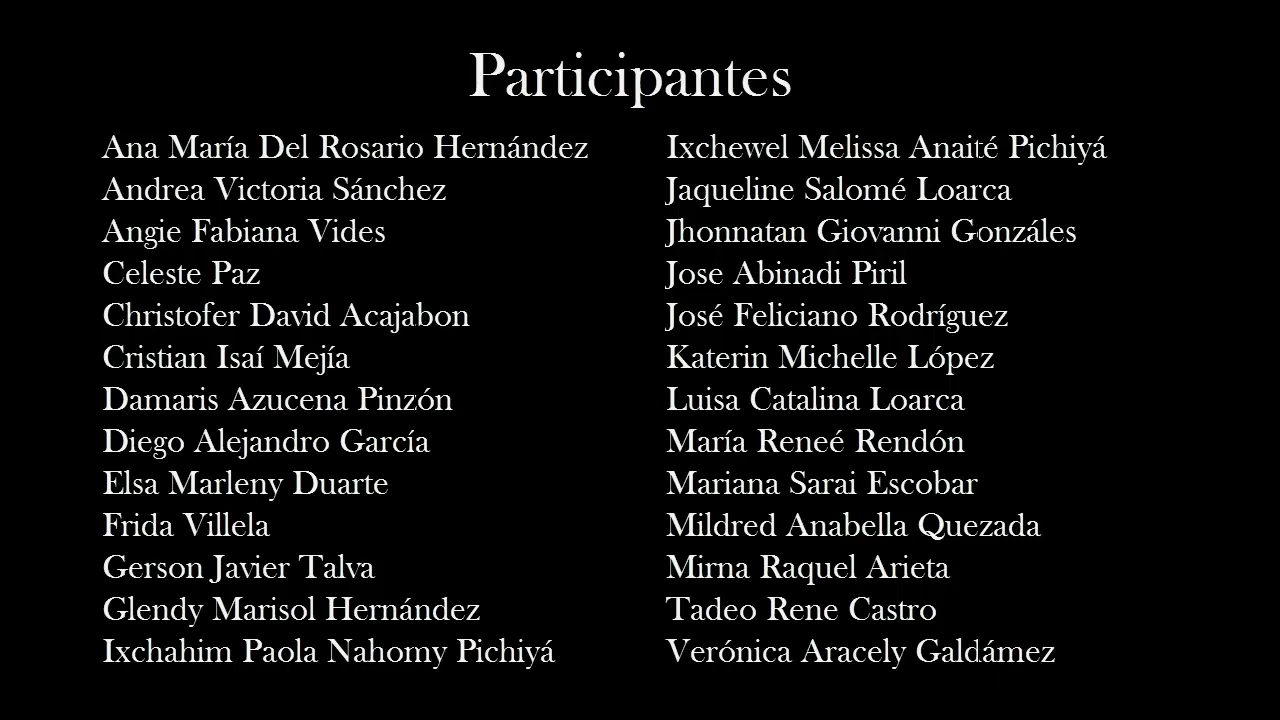 Participantes
Ana María Del Rosario Hernández
Andrea Victoria Sánchez
Angie Fabiana Vides
Celeste Paz
Christofer David Acajabon
Cristian Isaí Mejía
Damaris Azucena Pinzón
Diego Alejandro García
Elsa Marleny Duarte
Frida Villela
Gerson Javier Talva
Glendy Marisol Hernández
Ixchahim Paola Nahomy Pichiyá
Ixchewel Melissa Anaité Pichiyá
Jaqueline Salomé Loarca
Jhonnatan Giovanni Gonzáles
Jose Abinadi Piril
José Feliciano Rodríguez
Katerin Michelle López
Luisa Catalina Loarca
María Reneé Rendón
Mariana Sarai Escobar
Mildred Anabella Quezada
Mirna Raquel Arieta
Tadeo Rene Castro
Verónica Aracely Galdámez